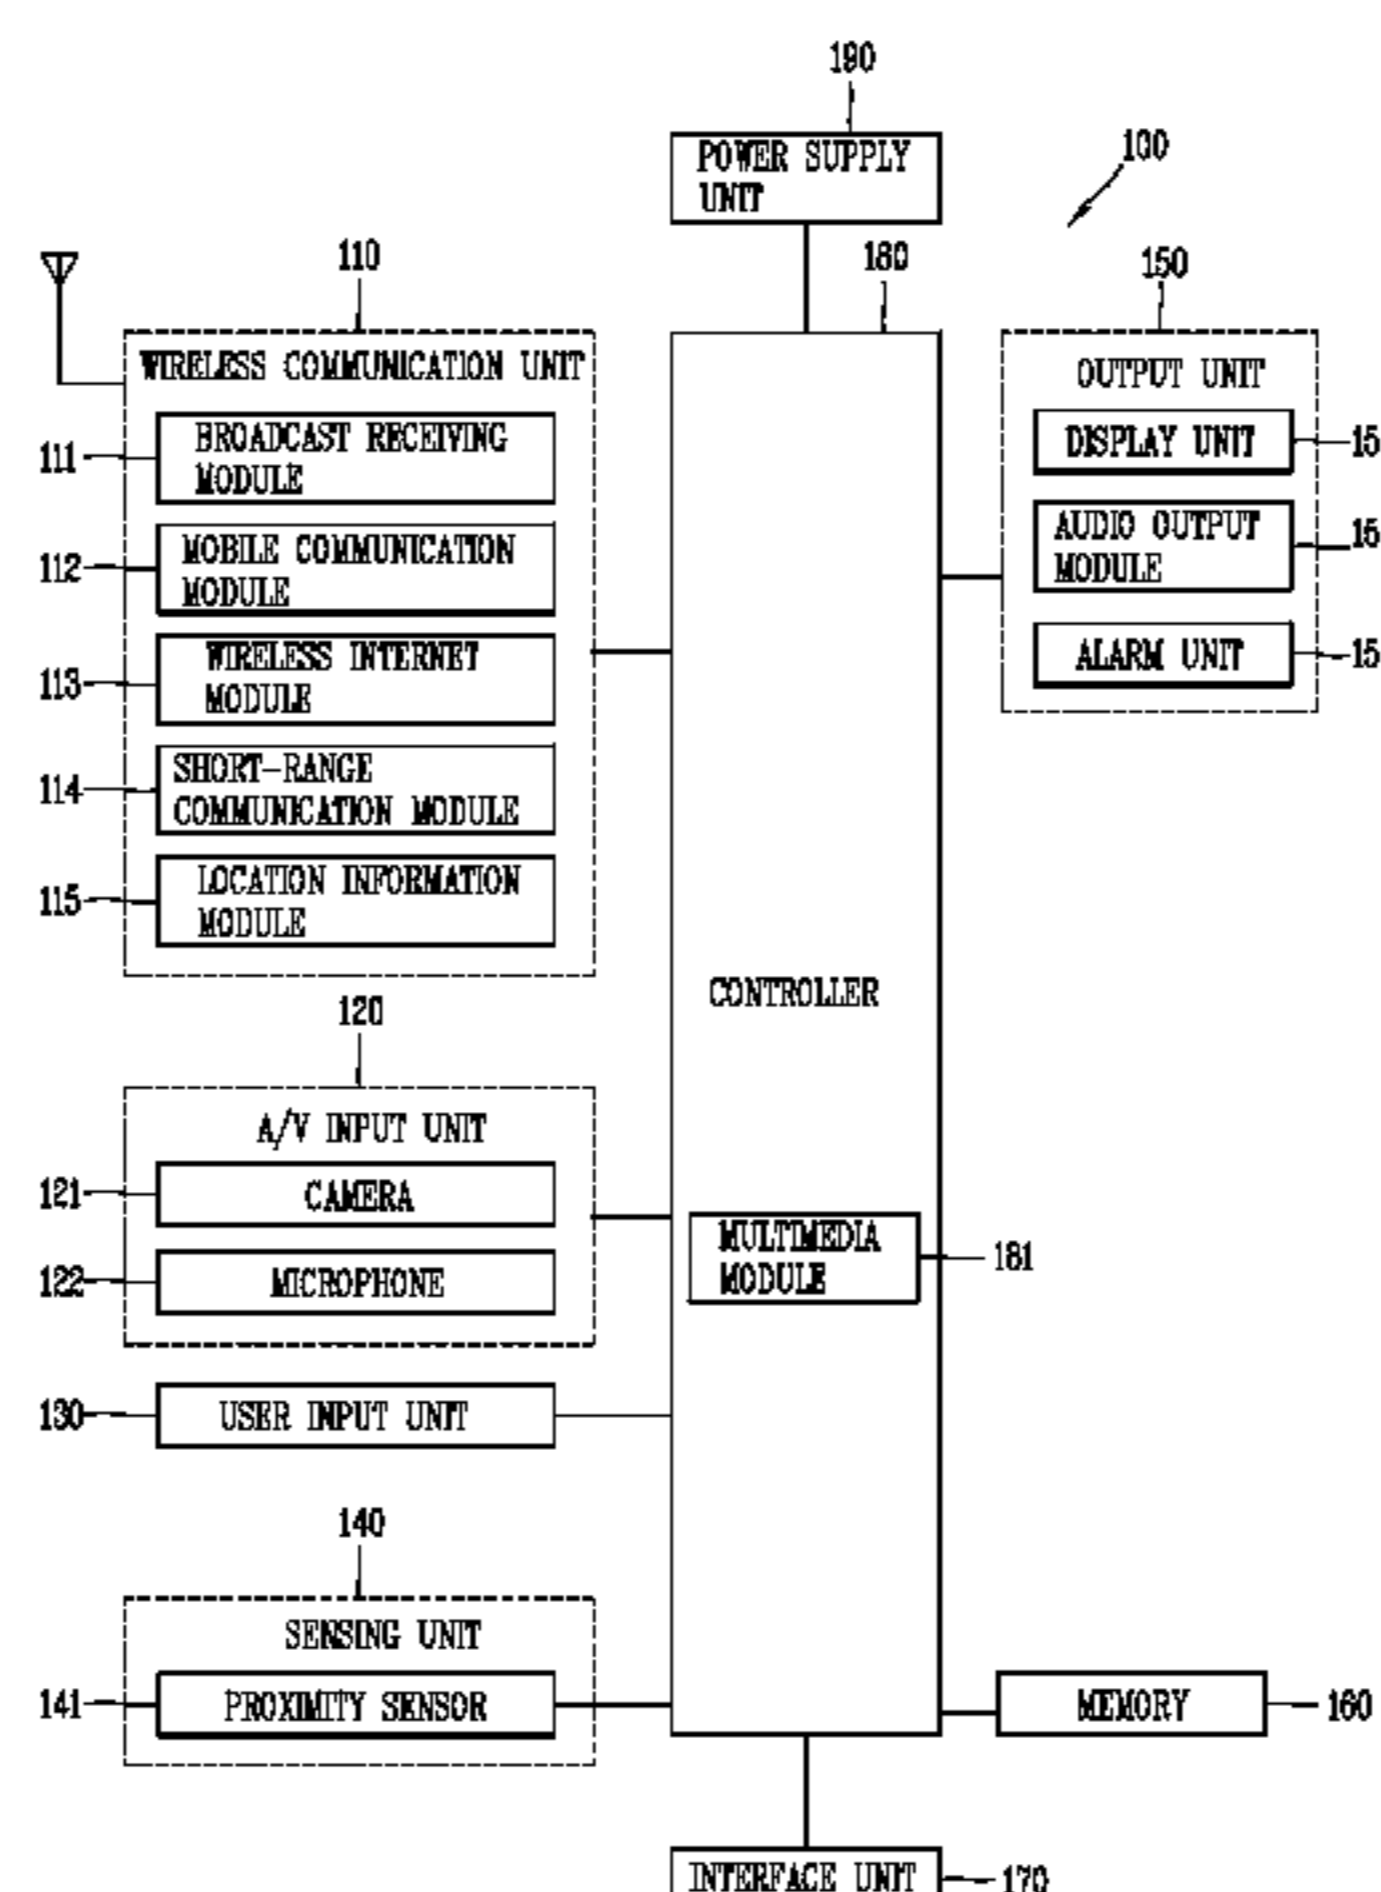 190
POWER SUPPLY
UNIT
100
110
180
150
WIRELESS COMMUNICATION UNIT
OUTPUT UNIT
111
BROADCAST RECEIVING
MODULE
DISPLAY UNIT
15
112
MOBILE COMMUNICATION
MODULE
AUDIO OUTPUT
MODULE
15
113
WIRELESS INTERNET
MODULE
ALARM UNIT
15
114
SHORT-RANGE
COMMUNICATION MODULE
115
LOCATION INFORMATION
MODULE
CONTROLLER
120
A/V INPUT UNIT
121
CAMERA
122
MICROPHONE
MULTIMEDIA
MODULE
181
130
USER INPUT UNIT
140
SENSING UNIT
141
PROXIMITY SENSOR
MEMORY
160
INTERFACE UNIT
170